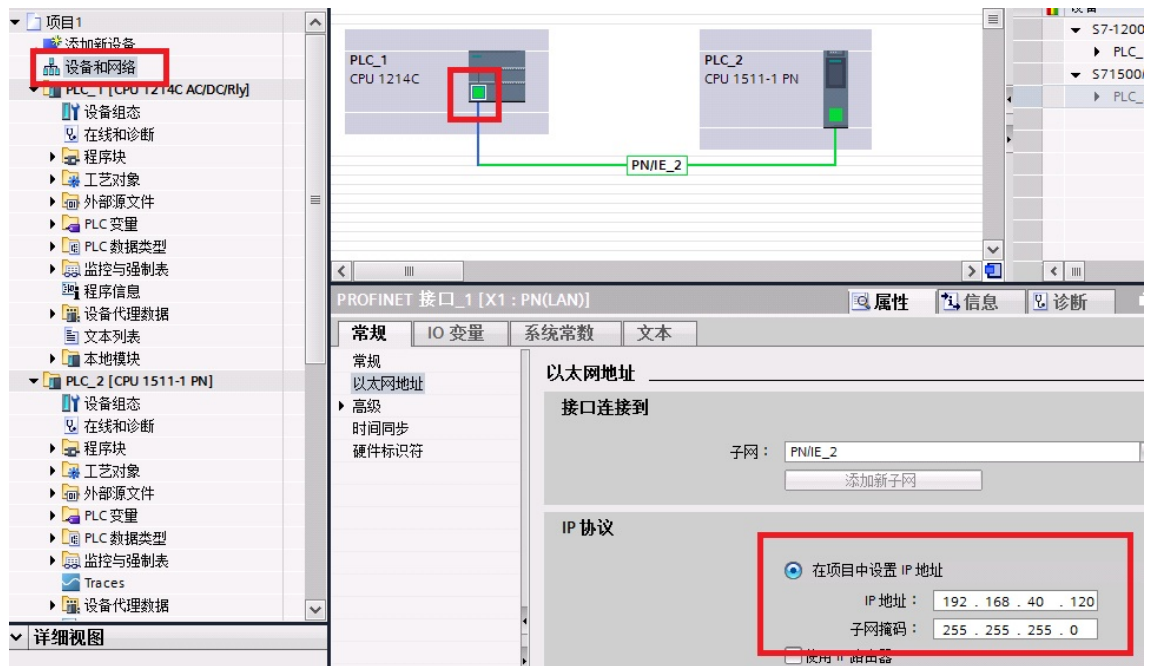 项目1
添加新设备
设备和网络
PLC_1 [CPU 1214C AC/DC/Rly]
设备组态
在线和诊断
程序块
工艺对象
外部源文件
PLC 变量
PLC 数据类型
监控与强制表
程序信息
设备代理数据
文本列表
本地模块
PLC_2 [CPU 1511-1 PN]
设备组态
在线和诊断
程序块
工艺对象
外部源文件
PLC 变量
PLC 数据类型
监控与强制表
Traces
设备代理数据
详细视图
PLC_1
CPU 1214C
PLC_2
CPU 1511-1 PN
PN/IE_2
设备
S7-1200
PLC_
S71500/
PLC_
PROFINET 接口_1 [X1 : PN(LAN)]
属性
信息
诊断
常规
IO 变量
系统常数
文本
常规
以太网地址
高级
时间同步
硬件标识符
以太网地址
接口连接到
子网：
PN/IE_2
添加新子网
IP 协议
在项目中设置 IP 地址
IP 地址： 192 . 168 . 40 . 120
子网掩码： 255 . 255 . 255 . 0
使用 IP 路由器